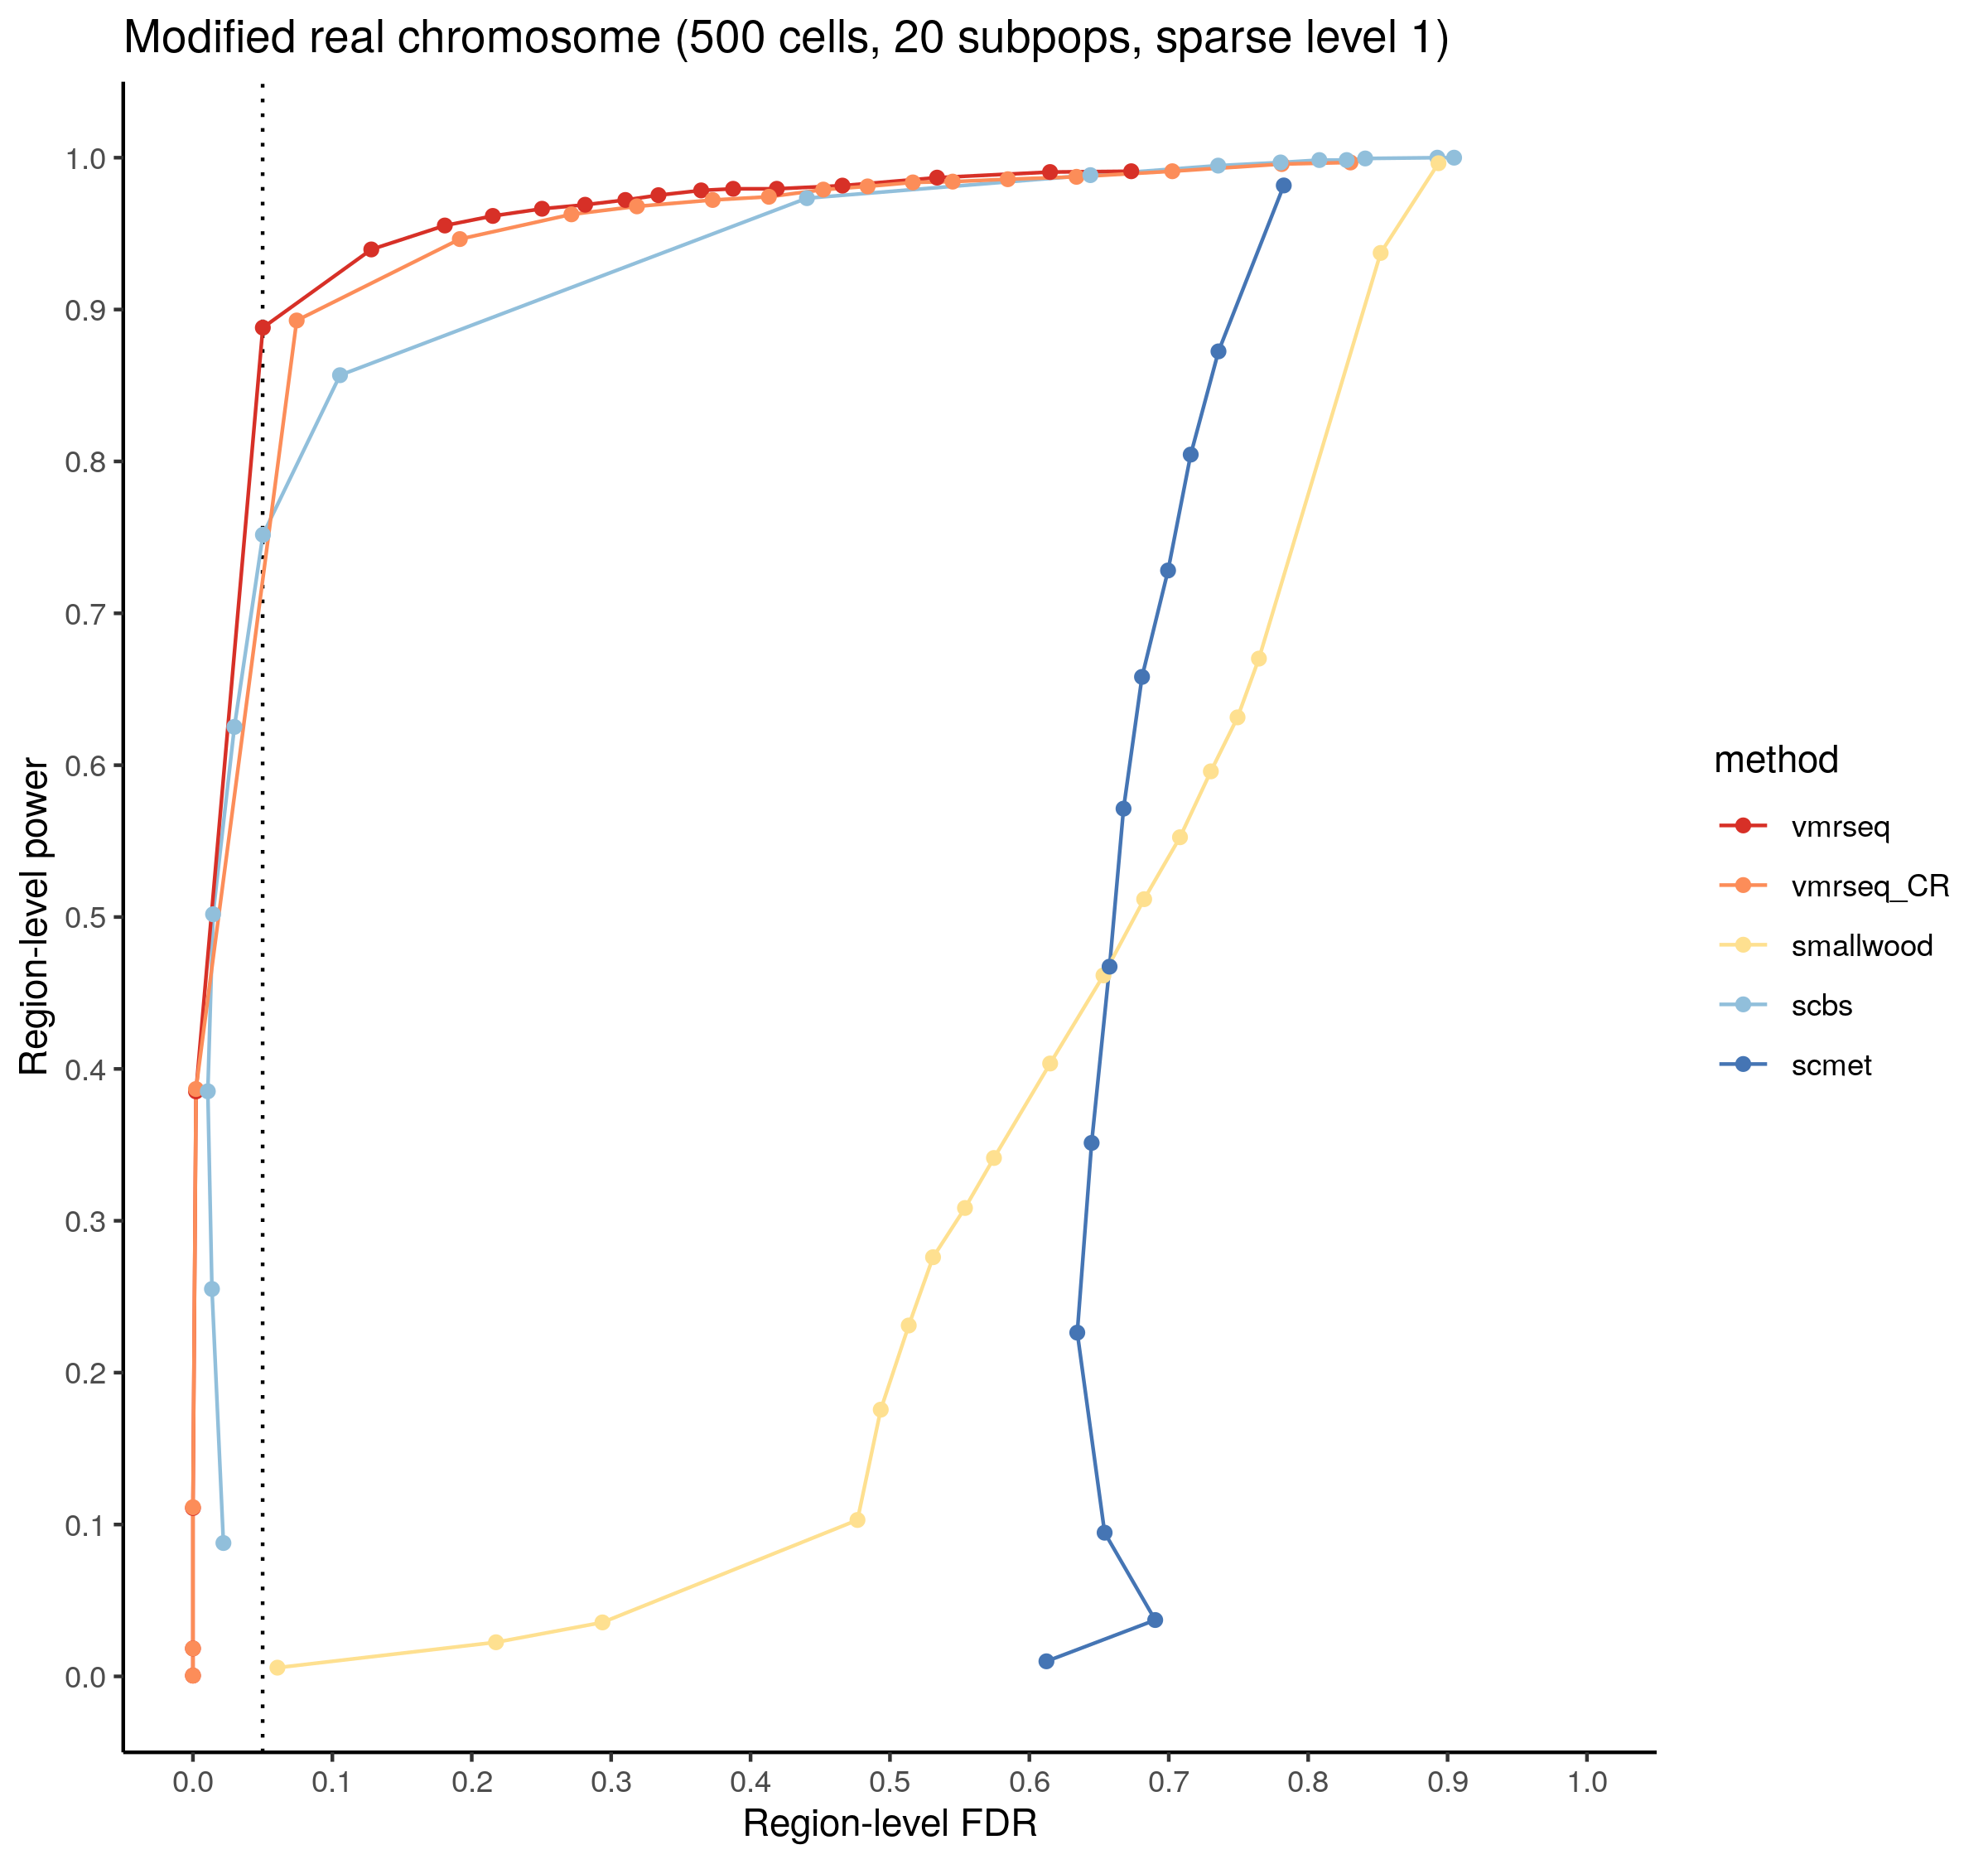 Modified real chromosome (500 cells, 20 subpops, sparse level 1)
Region-level power
1.0
0.9
0.8
0.7
0.6
0.5
0.4
0.3
0.2
0.1
0.0
0.0 0.1 0.2 0.3 0.4 0.5 0.6 0.7 0.8 0.9 1.0
Region-level FDR
method
vmrseq
vmrseq_CR
smallwood
scbs
scmet